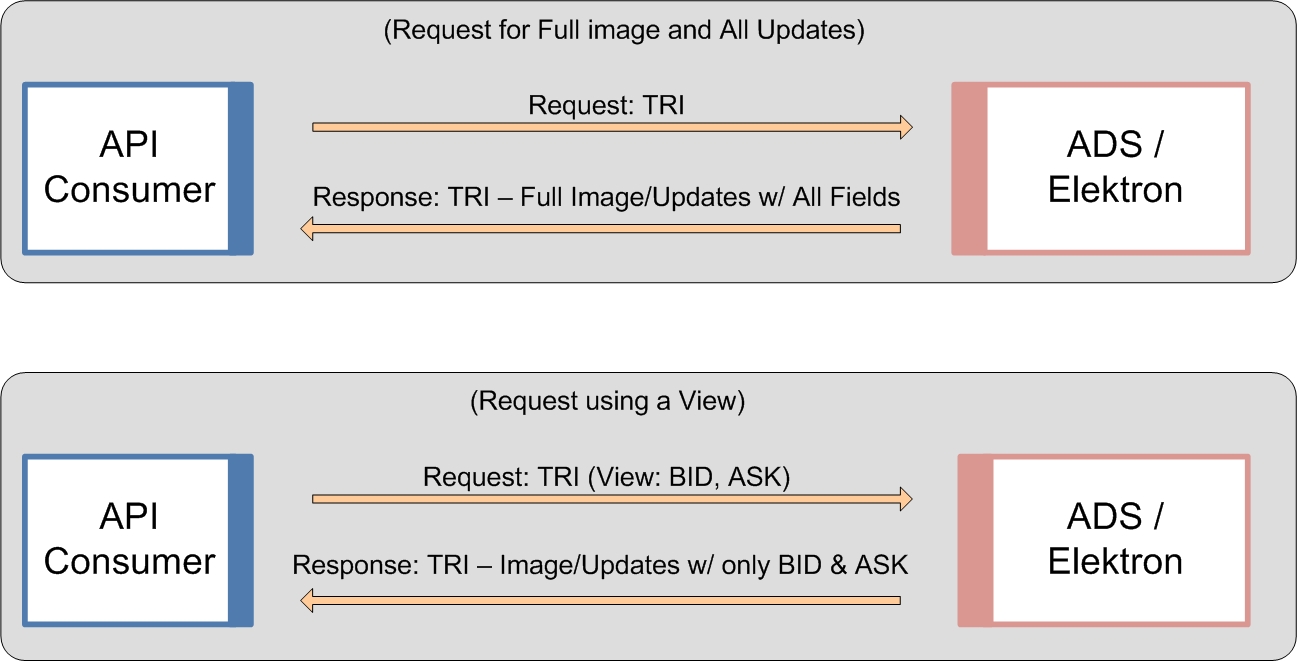 (Request for Full image and All Updates)
API
Consumer
Request: TRI
Response: TRI – Full Image/Updates w/ All Fields
ADS /
Elektron
(Request using a View)
API
Consumer
Request: TRI (View: BID, ASK)
Response: TRI – Image/Updates w/ only BID & ASK
ADS /
Elektron